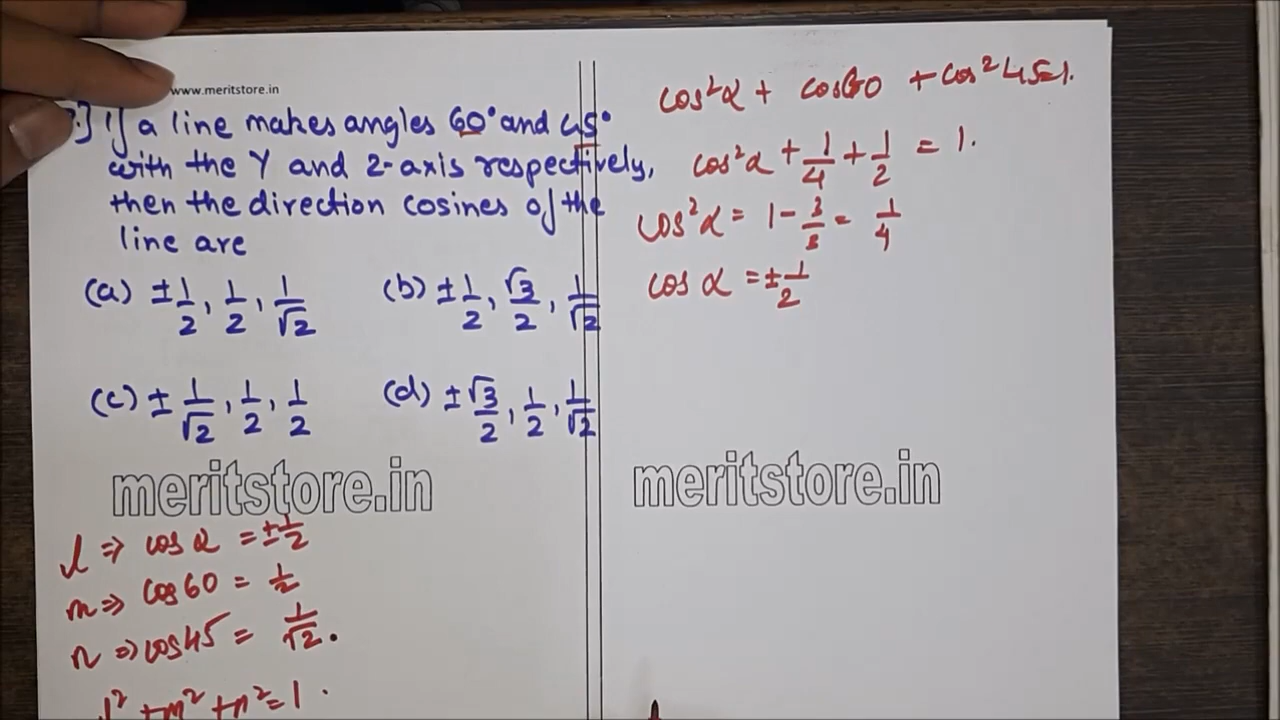 www.meritstore.in
If a line makes angles 60° and 45°
with the Y and Z-axis respectively,
then the direction cosines of the
line are
(a) ±1/2, 1/2, 1/√2 (b) ±1/2, √3/2, 1/√2
(c) ±1/√2, 1/2, 1/2 (d) ±√3/2, 1/2, 1/√2
meritstore.in
l ⇒ cos α = ±1/2
m ⇒ cos60 = 1/2
n ⇒ cos45 = 1/√2.
l² + m² + n² = 1.
cos²α + cos²60 + cos²45=1.
cos²α + 1/4 + 1/2 = 1.
cos²α = 1 - 3/3 = 1/4
cos α = ±1/2
meritstore.in